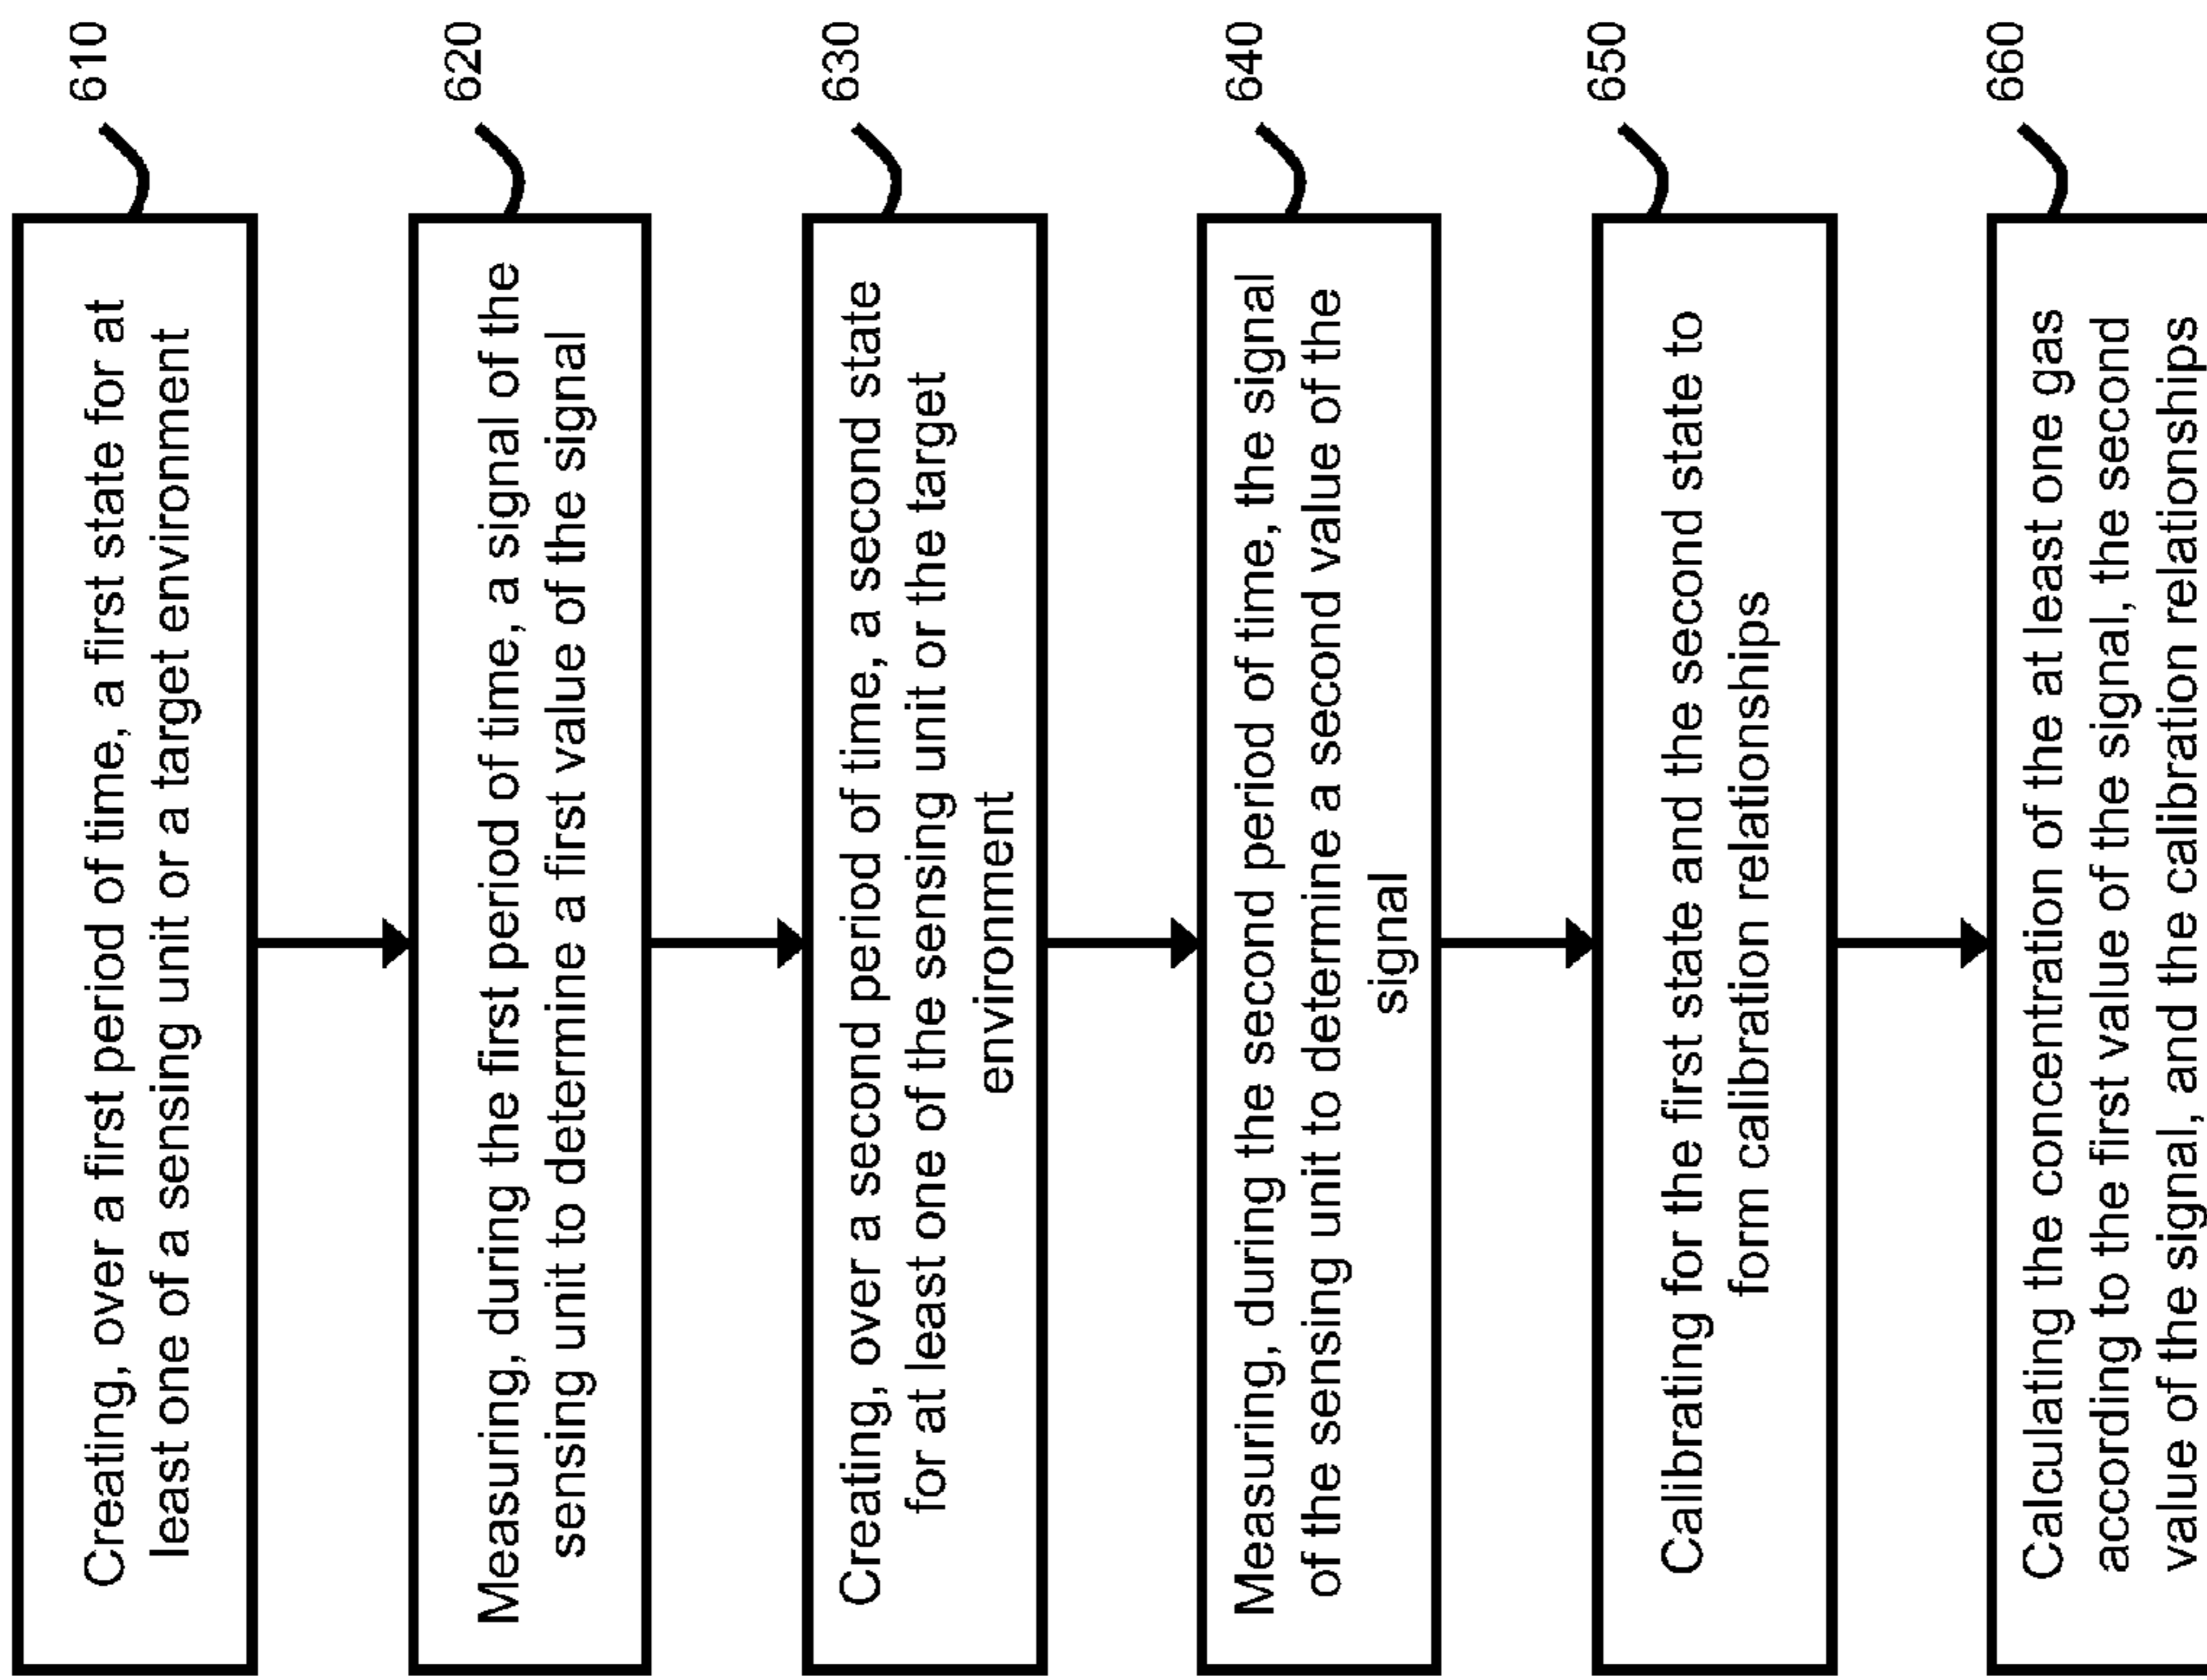 610
Creating, over a first period of time, a first state for at
least one of a sensing unit or a target environment
620
Measuring, during the first period of time, a signal of the
sensing unit to determine a first value of the signal
630
Creating, over a second period of time, a second state
for at least one of the sensing unit or the target
environment
640
Measuring, during the second period of time, the signal
of the sensing unit to determine a second value of the
signal
650
Calibrating for the first state and the second state to
form calibration relationships
660
Calculating the concentration of the at least one gas
according to the first value of the signal, the second
value of the signal, and the calibration relationships